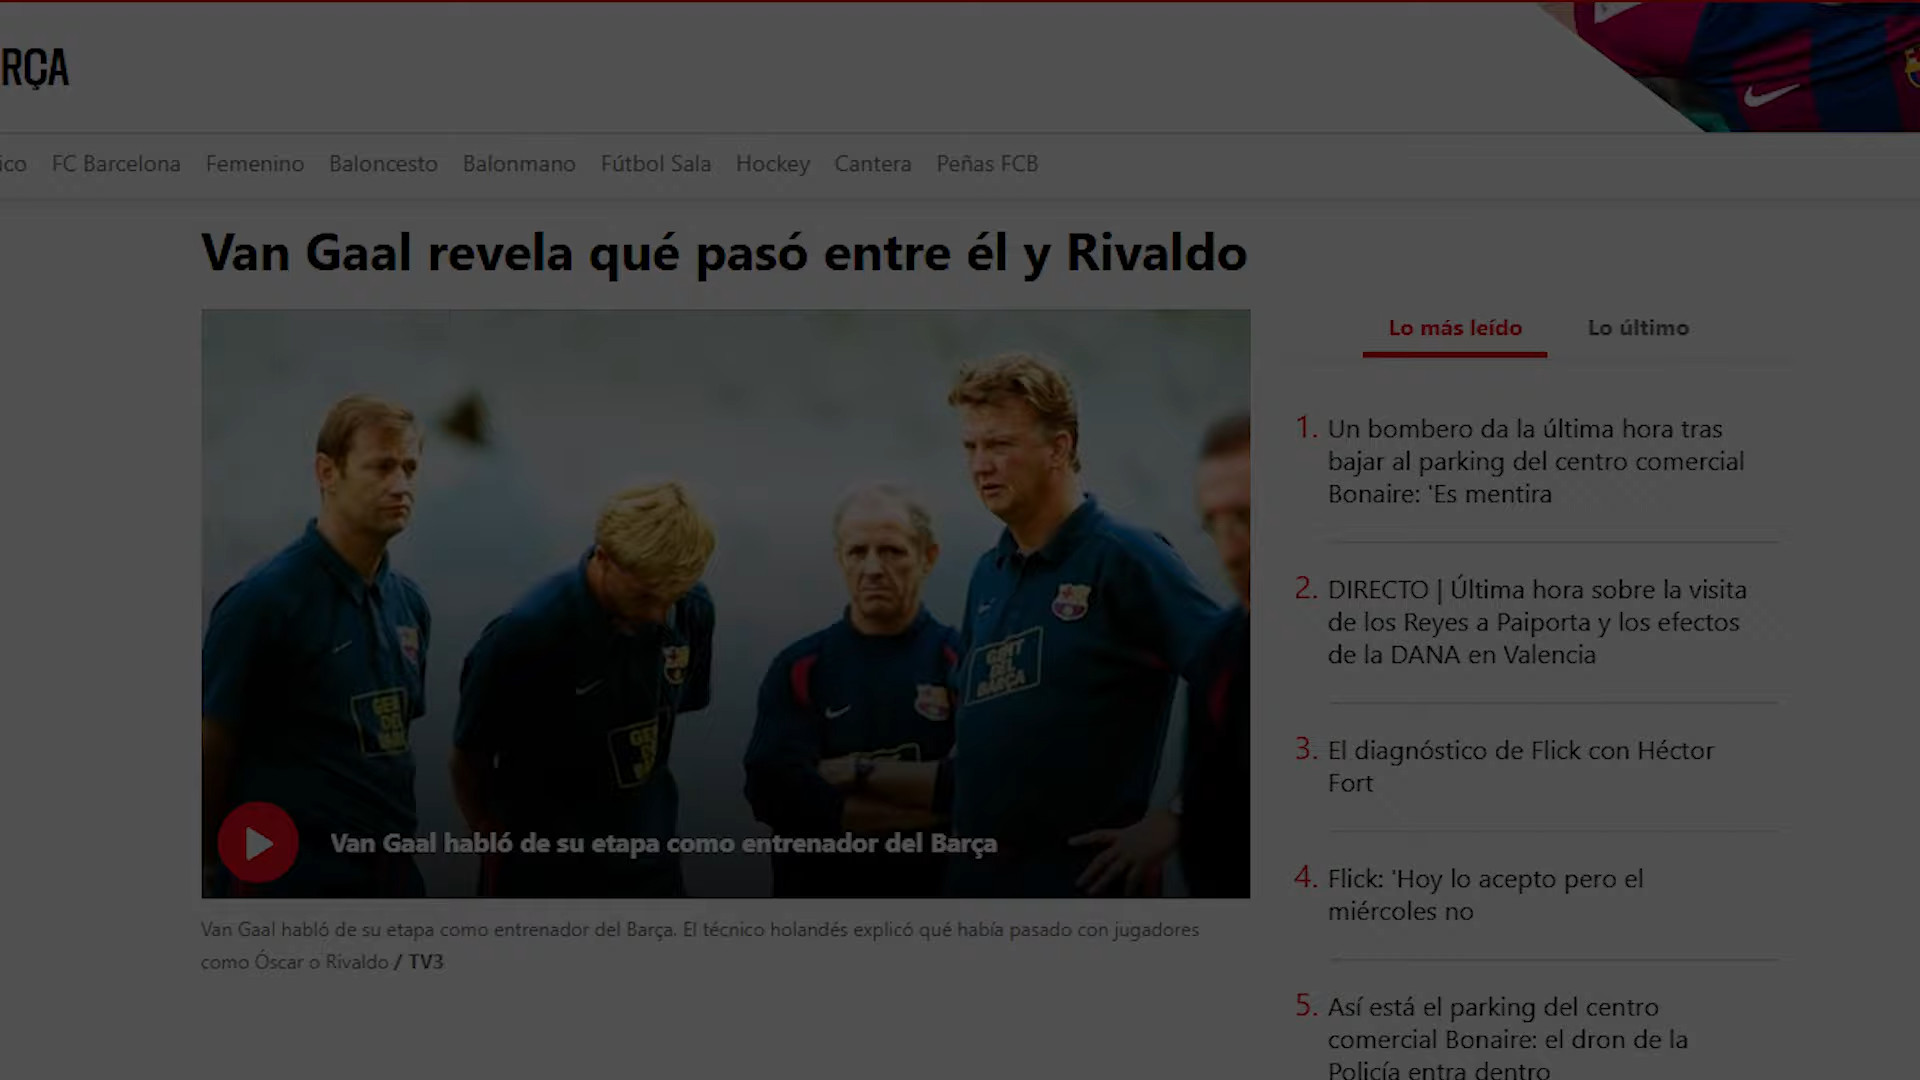 RÇA
ico FC Barcelona Femenino Baloncesto Balonmano Fútbol Sala Hockey Cantera Peñas FCB
Van Gaal revela qué pasó entre él y Rivaldo
GENT
DEL
BARÇA
Van Gaal habló de su etapa como entrenador del Barça
Van Gaal habló de su etapa como entrenador del Barça. El técnico holandés explicó qué había pasado con jugadores
como Óscar o Rivaldo / TV3
Lo más leído Lo último
1. Un bombero da la última hora tras
bajar al parking del centro comercial
Bonaire: 'Es mentira
2. DIRECTO | Última hora sobre la visita
de los Reyes a Paiporta y los efectos
de la DANA en Valencia
3. El diagnóstico de Flick con Héctor
Fort
4. Flick: 'Hoy lo acepto pero el
miércoles no
5. Así está el parking del centro
comercial Bonaire: el dron de la
Policía entra dentro